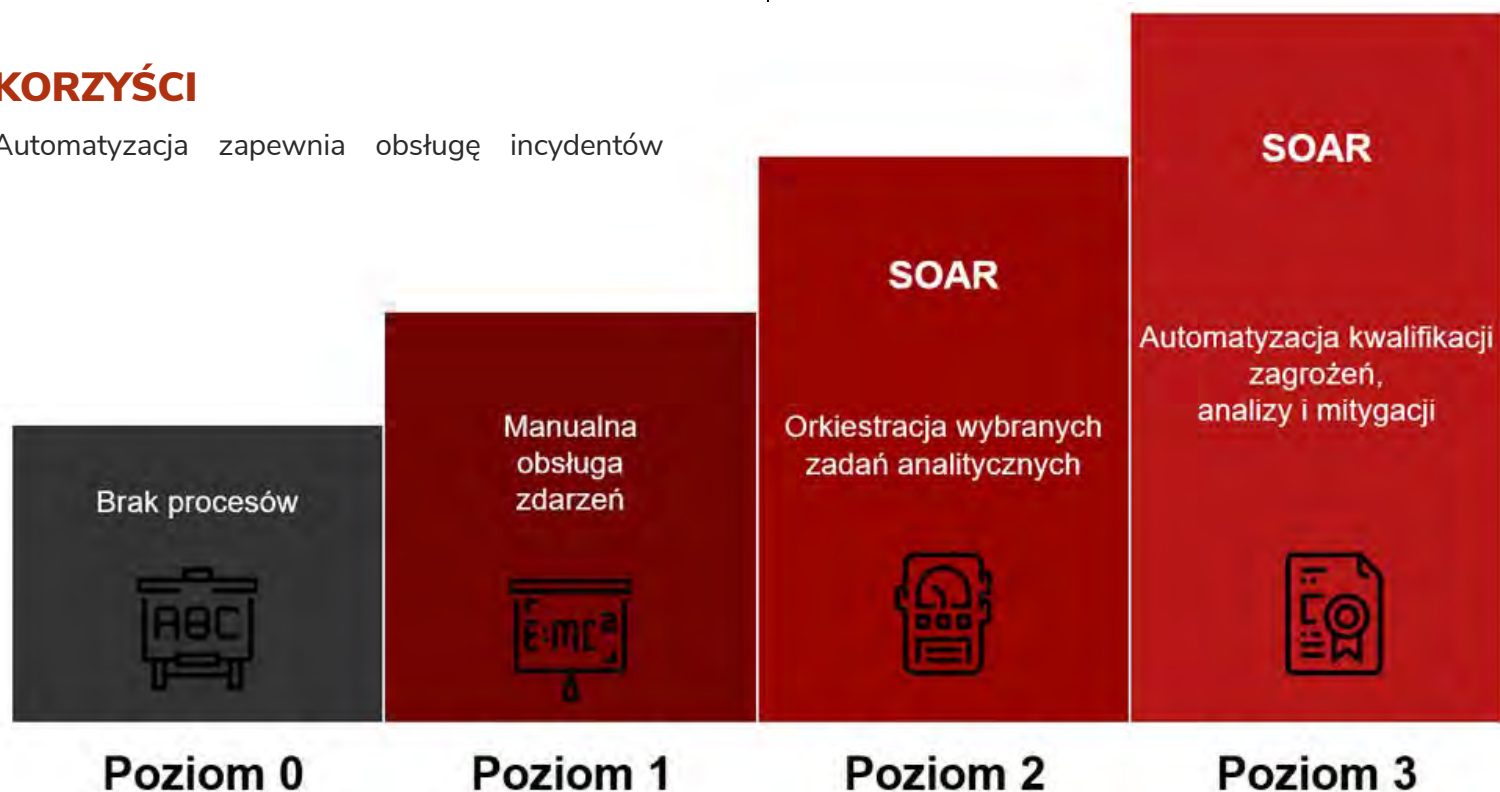 KORZYŚCI
Automatyzacja zapewnia obsługę incydentów
Brak procesów
ABC
Poziom 0
Manualna
obsługa
zdarzeń
Poziom 1
SOAR
Orkiestracja wybranych
zadań analitycznych
Poziom 2
SOAR
Automatyzacja kwalifikacji
zagrożeń,
analizy i mitygacji
Poziom 3